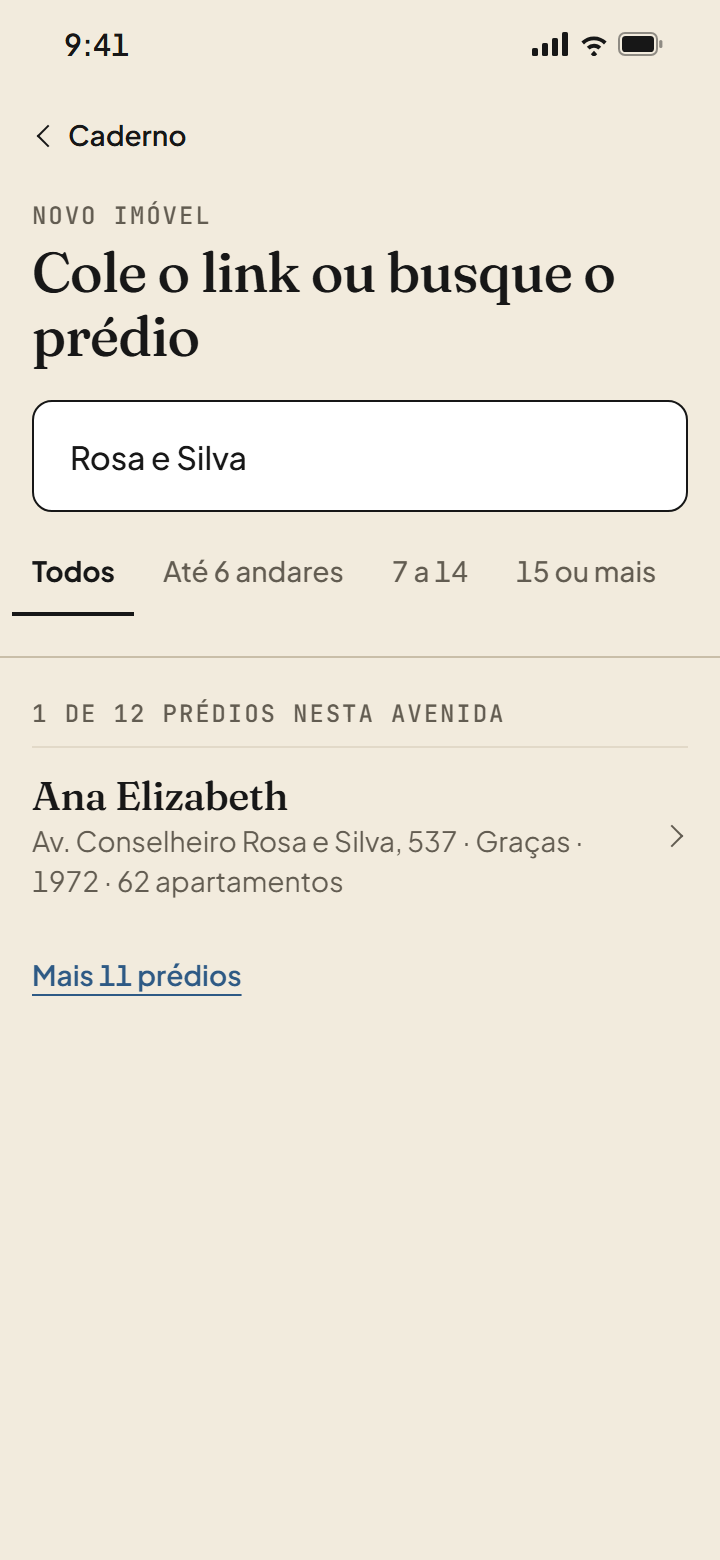 9:41
Caderno
NOVO IMÓVEL
Cole o link ou busque o
prédio
Rosa e Silva
Todos Até 6 andares 7 a 14 15 ou mais
1 DE 12 PRÉDIOS NESTA AVENIDA
Ana Elizabeth
Av. Conselheiro Rosa e Silva, 537 · Graças ·
1972 · 62 apartamentos
Mais 11 prédios